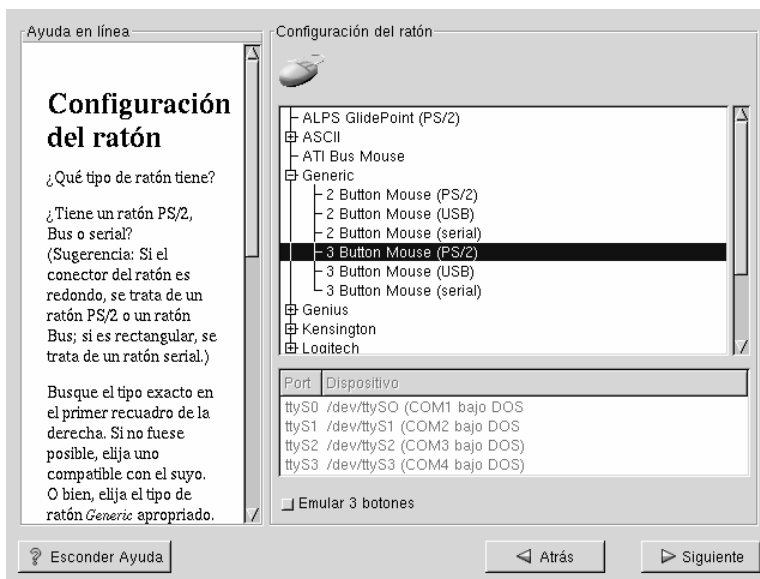 Ayuda en línea
Configuración
del ratón
¿Qué tipo de ratón tiene?
¿Tiene un ratón PS/2,
Bus o serial?
(Sugerencia: Si el
conector del ratón es
redondo, se trata de un
ratón PS/2 o un ratón
Bus; si es rectangular, se
trata de un ratón serial.)
Busque el tipo exacto en
el primer recuadro de la
derecha. Si no fuese
posible, elija uno
compatible con el suyo.
O bien, elija el tipo de
ratón Generic apropiado.
Configuración del ratón
ALPS GlidePoint (PS/2)
ASCII
ATI Bus Mouse
Generic
2 Button Mouse (PS/2)
2 Button Mouse (USB)
2 Button Mouse (serial)
3 Button Mouse (PS/2)
3 Button Mouse (USB)
3 Button Mouse (serial)
Genius
Kensington
Logitech
Port Dispositivo
ttyS0 /dev/ttySO (COM1 bajo DOS
ttyS1 /dev/ttyS1 (COM2 bajo DOS
ttyS2 /dev/ttyS2 (COM3 bajo DOS)
ttyS3 /dev/ttyS3 (COM4 bajo DOS)
Emular 3 botones
? Esconder Ayuda
Atrás
Siguiente